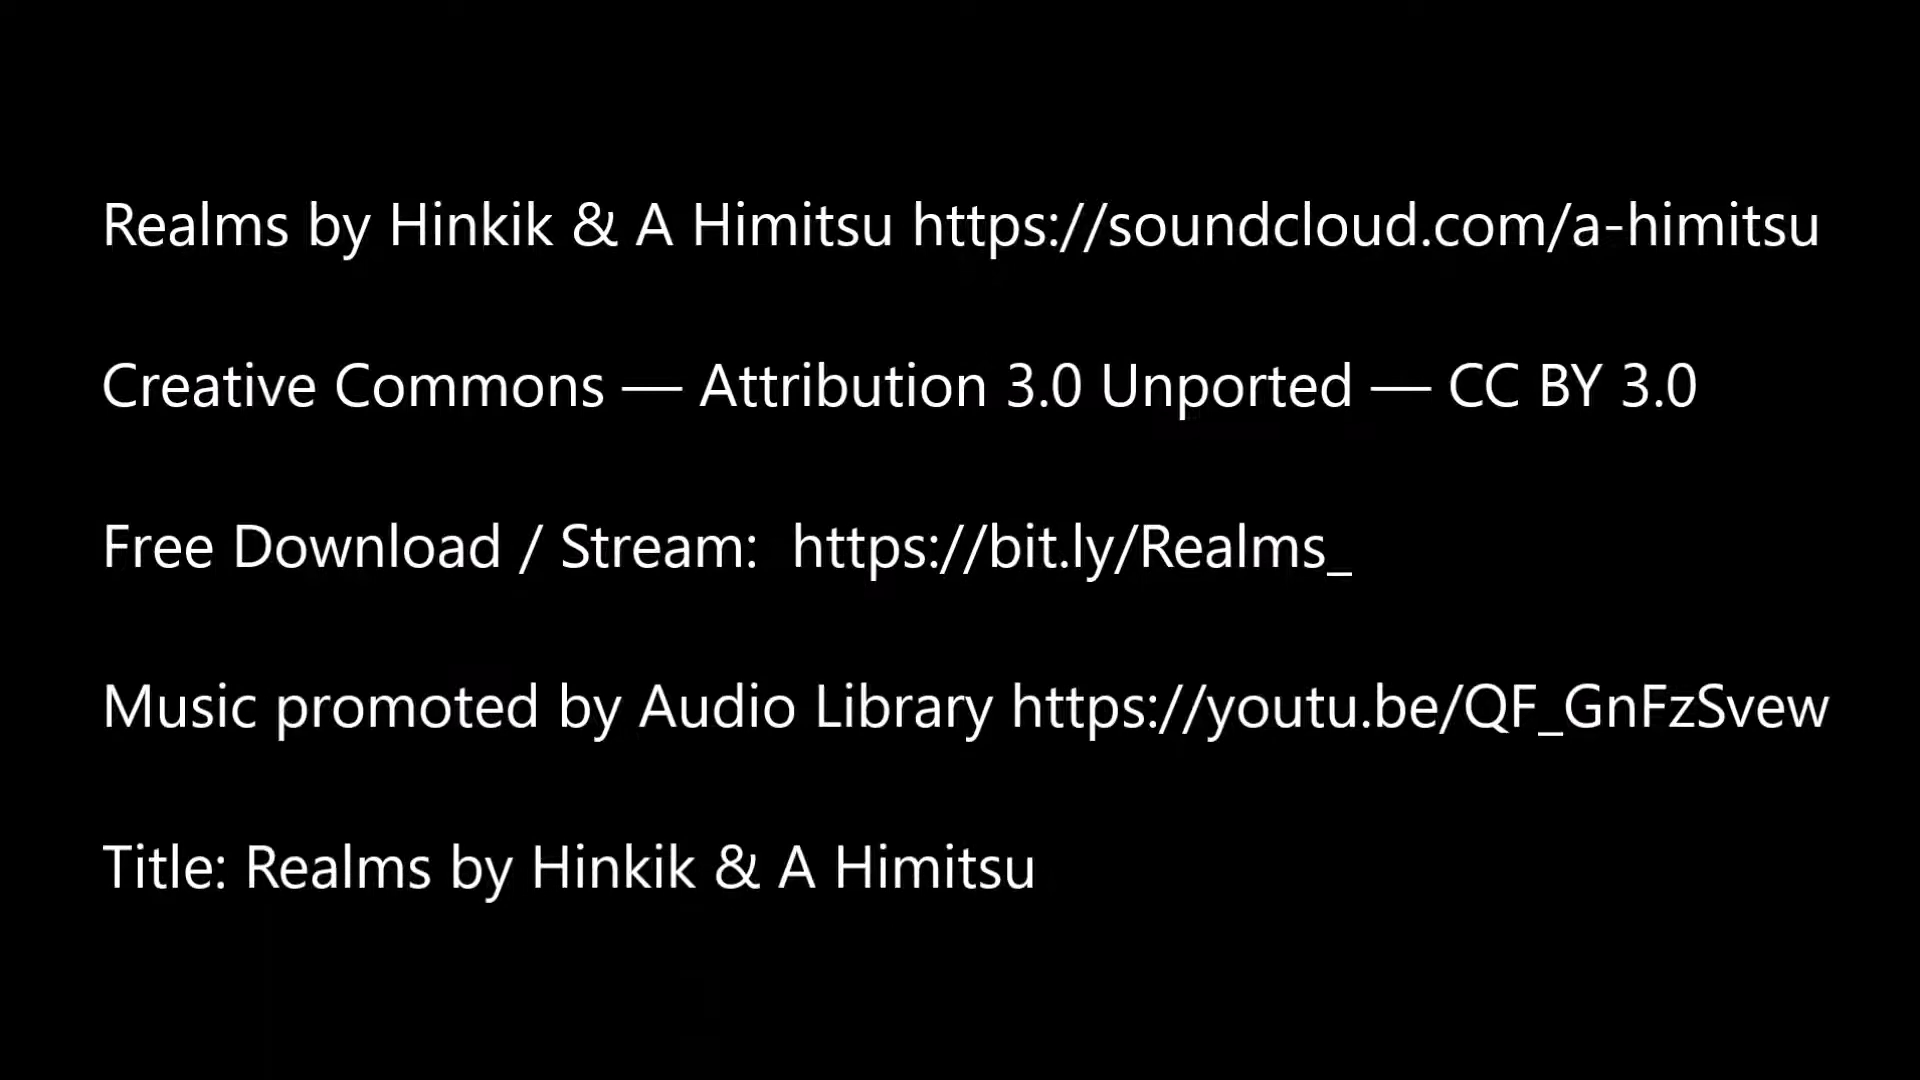 Realms by Hinkik & A Himitsu https://soundcloud.com/a-himitsu
Creative Commons — Attribution 3.0 Unported — CC BY 3.0
Free Download / Stream:  https://bit.ly/Realms_
Music promoted by Audio Library https://youtu.be/QF_GnFzSvew
Title: Realms by Hinkik & A Himitsu